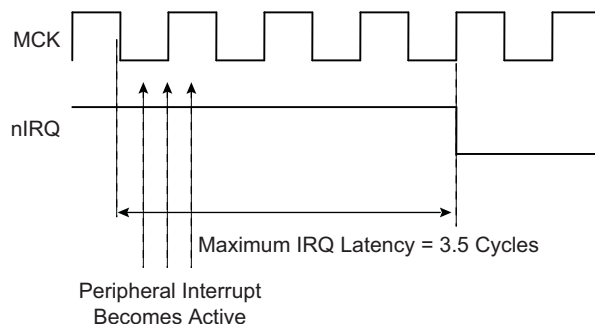 MCK
nIRQ
Maximum IRQ Latency = 3.5 Cycles
Peripheral Interrupt
Becomes Active